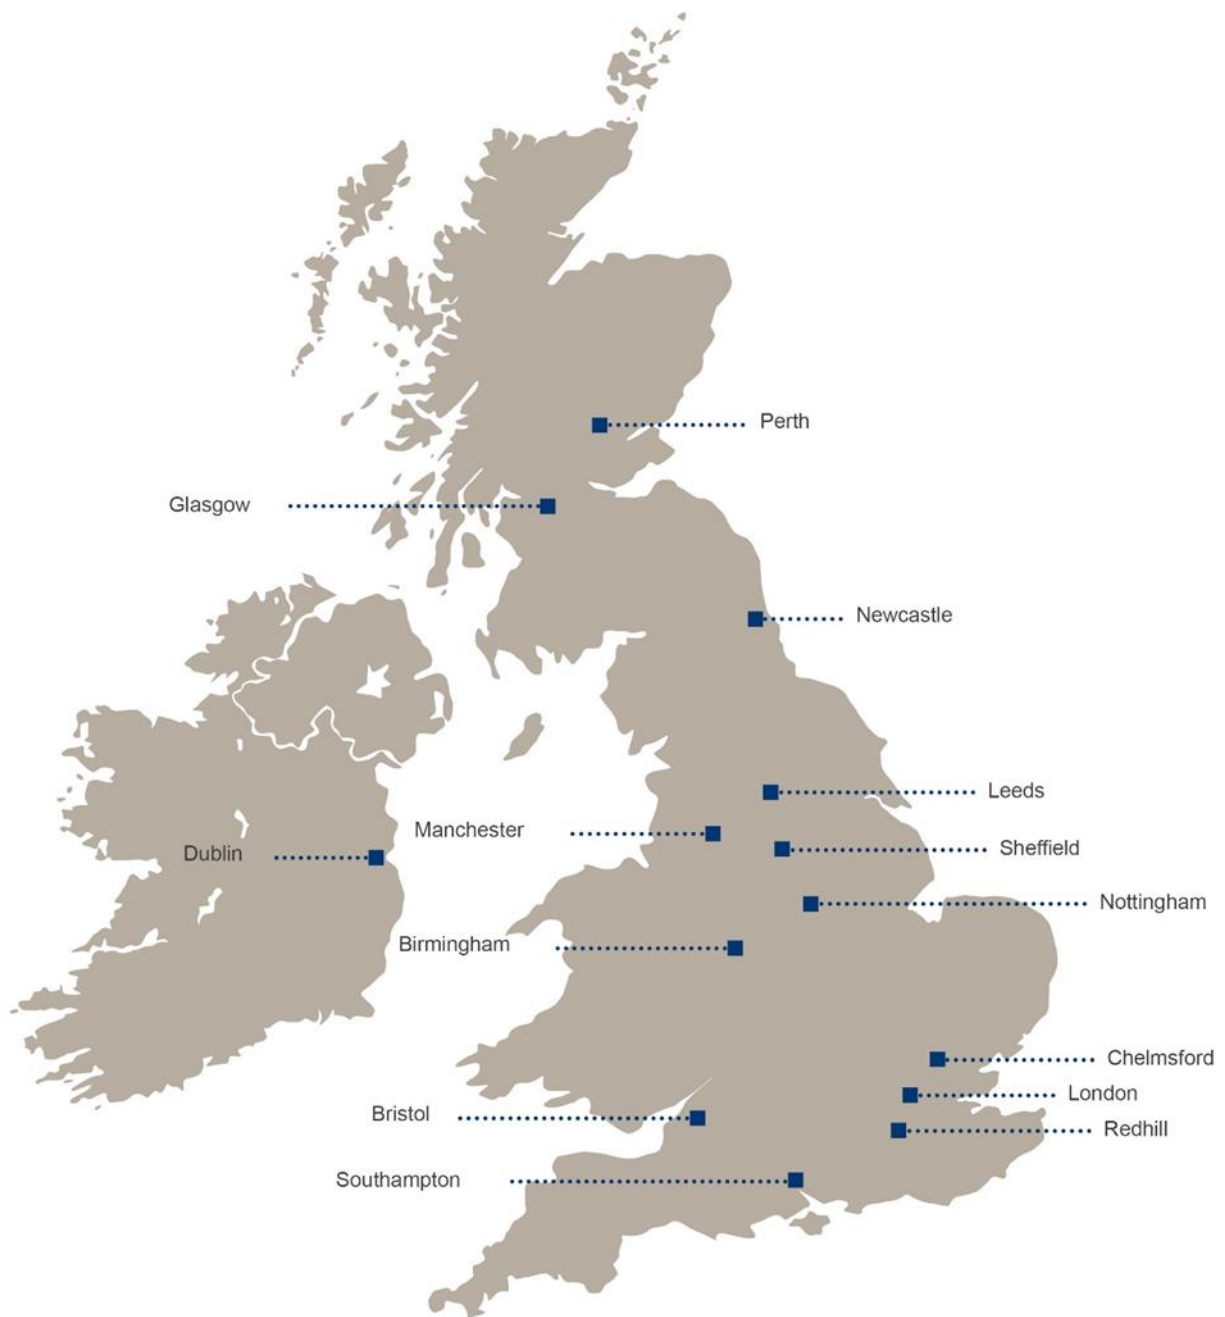 Perth
Glasgow
Newcastle
Leeds
Manchester
Sheffield
Dublin
Nottingham
Birmingham
Chelmsford
London
Bristol
Redhill
Southampton